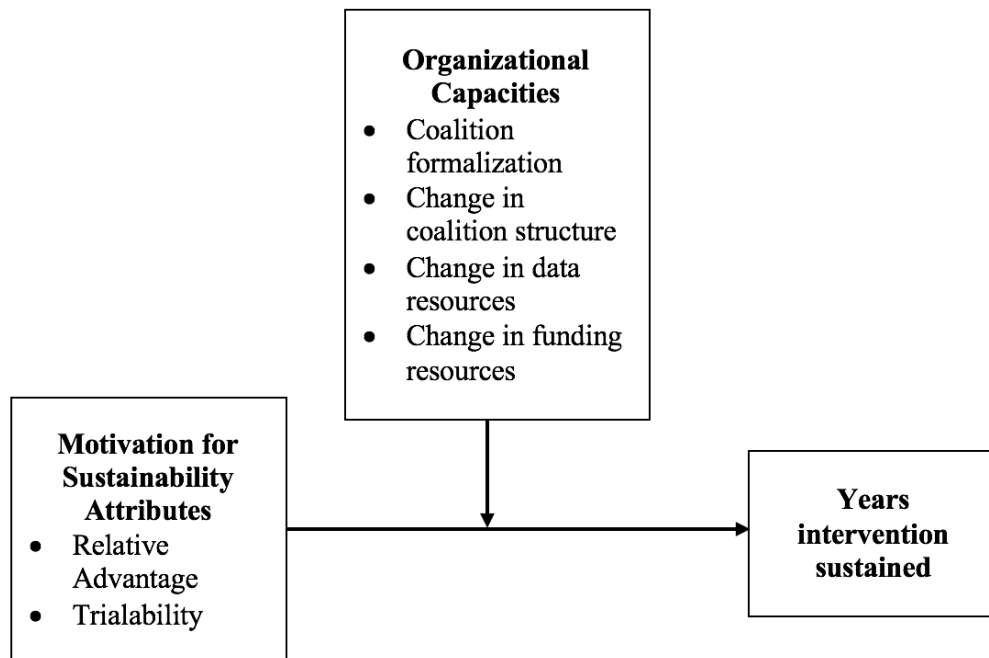 Organizational
Capacities
• Coalition
formalization
• Change in
coalition structure
• Change in data
resources
• Change in funding
resources
Motivation for
Sustainability
Attributes
• Relative
Advantage
• Trialability
Years
intervention
sustained